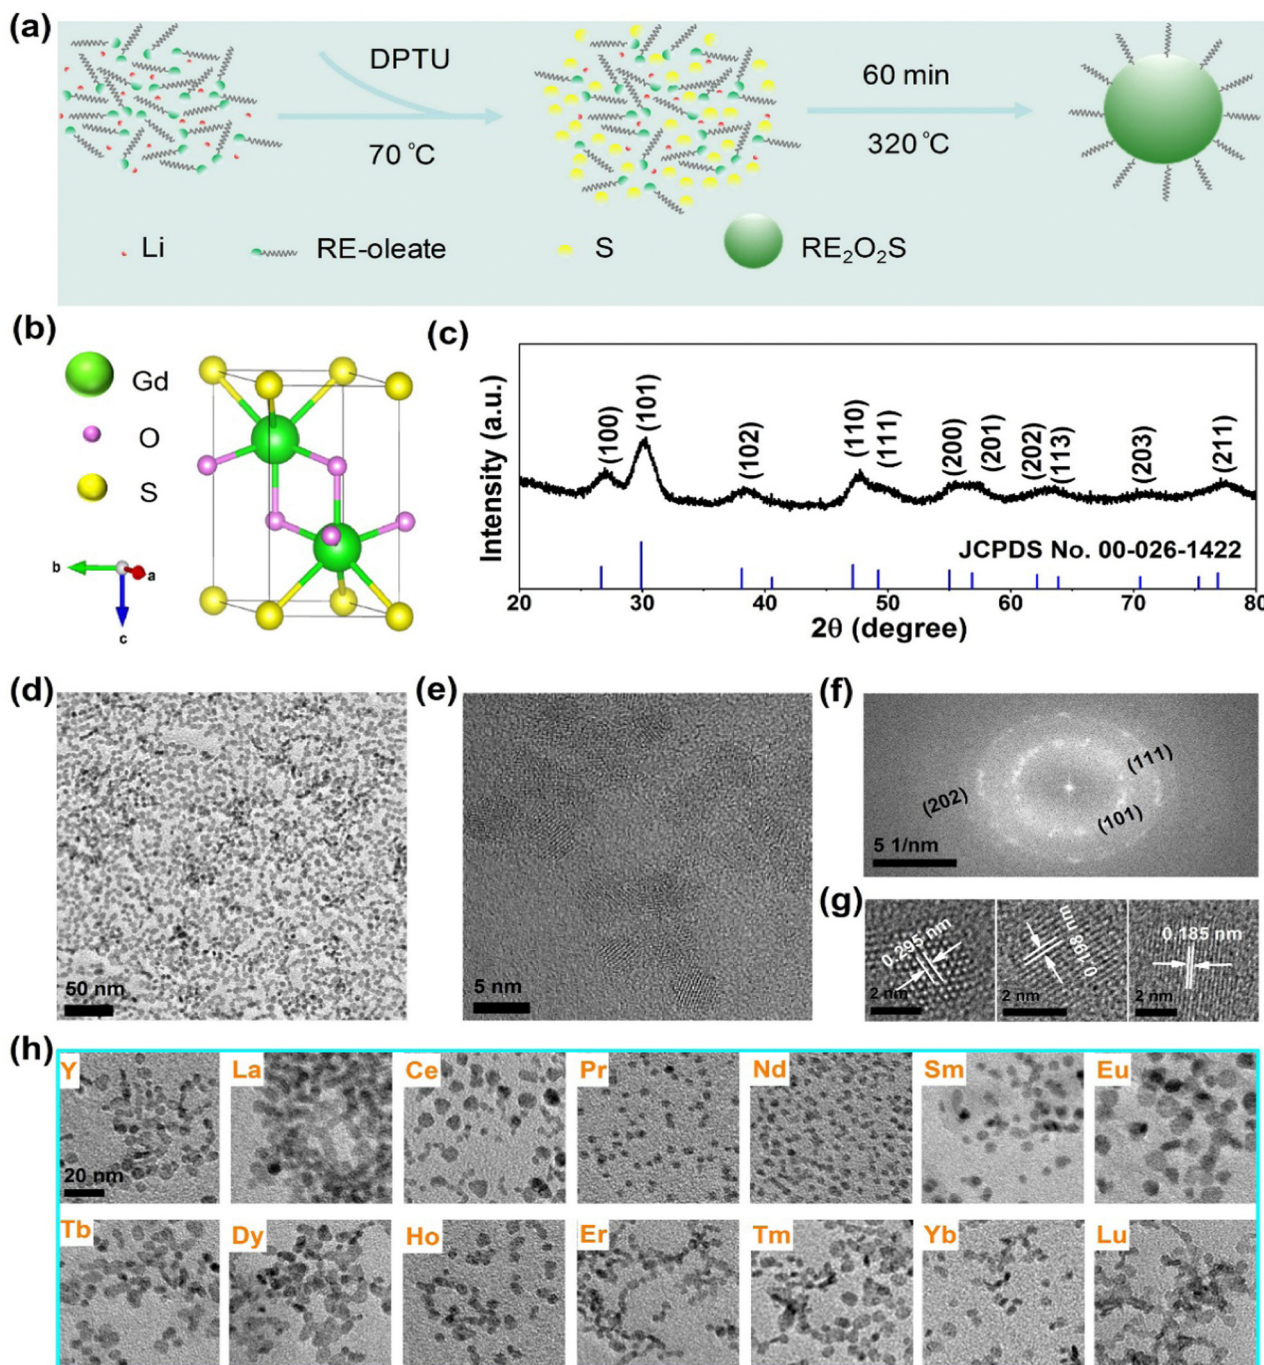 (a)
DPTU
70 °C
60 min
320 °C
Li
RE-oleate
S
RE₂O₂S
(b)
Gd
O
S
b
a
c
(c)
Intensity (a.u.)
(100)
(101)
(102)
(110)
(111)
(200)
(201)
(202)
(113)
(203)
(211)
JCPDS No. 00-026-1422
20 30 40 50 60 70 80
2θ (degree)
(d)
50 nm
(e)
5 nm
(f)
(111)
(202)
(101)
5 1/nm
(g)
0.295 nm
2 nm
0.198 nm
2 nm
0.185 nm
2 nm
(h)
Y La Ce Pr Nd Sm Eu
20 nm
Tb Dy Ho Er Tm Yb Lu